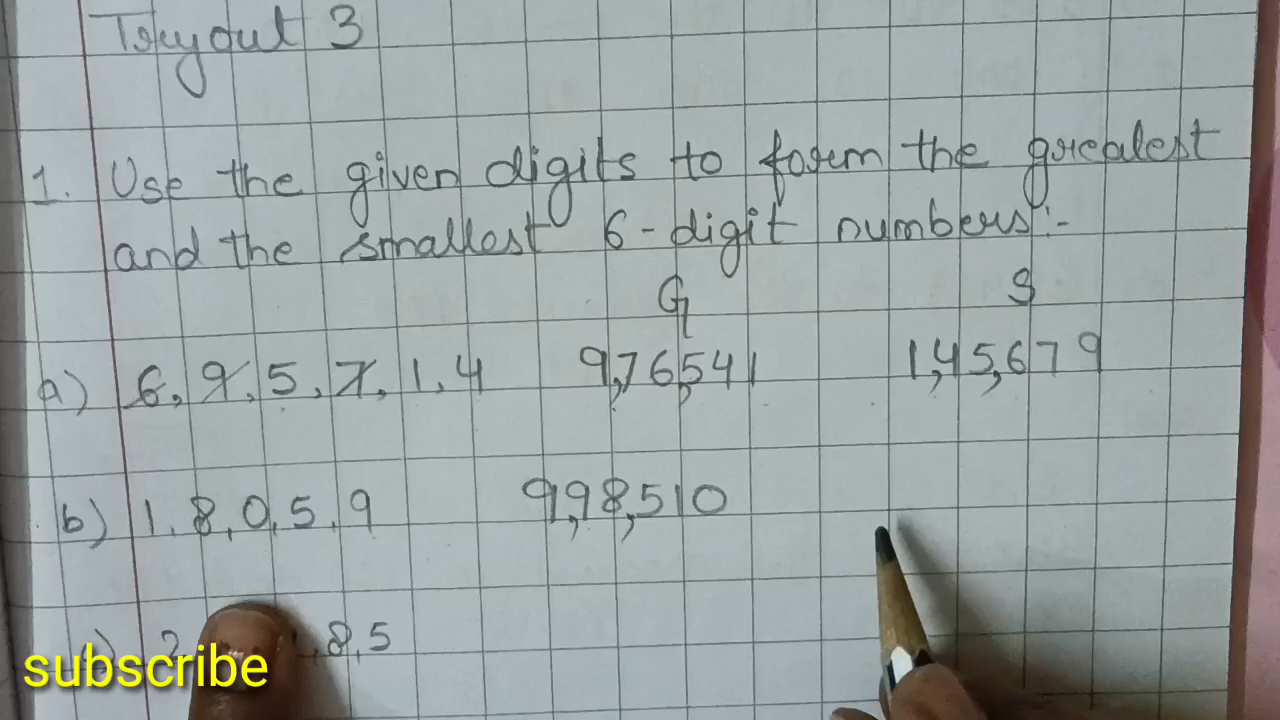 Tryout 3
1. Use the given digits to form the greatest
and the smallest 6-digit numbers:-
G S
a) 6, 9, 5, 7, 1, 4 9,76,541 1,45,679
b) 1, 8, 0, 5, 9 9,98,510
2 ,8,5
subscribe